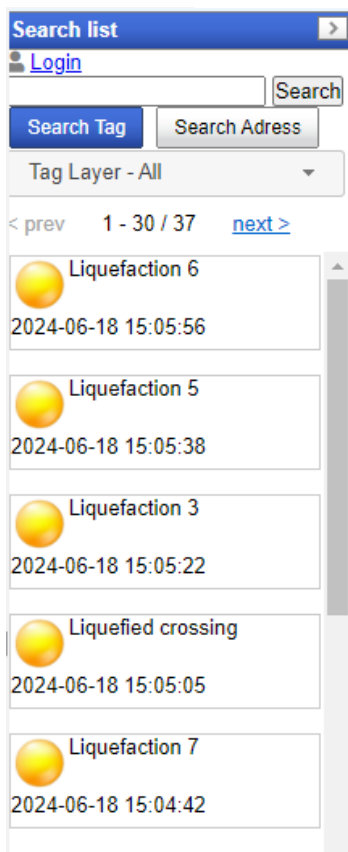 Search list >
Login
Search
Search Tag Search Adress
Tag Layer - All
< prev 1 - 30 / 37 next >
Liquefaction 6
2024-06-18 15:05:56
Liquefaction 5
2024-06-18 15:05:38
Liquefaction 3
2024-06-18 15:05:22
Liquefied crossing
2024-06-18 15:05:05
Liquefaction 7
2024-06-18 15:04:42